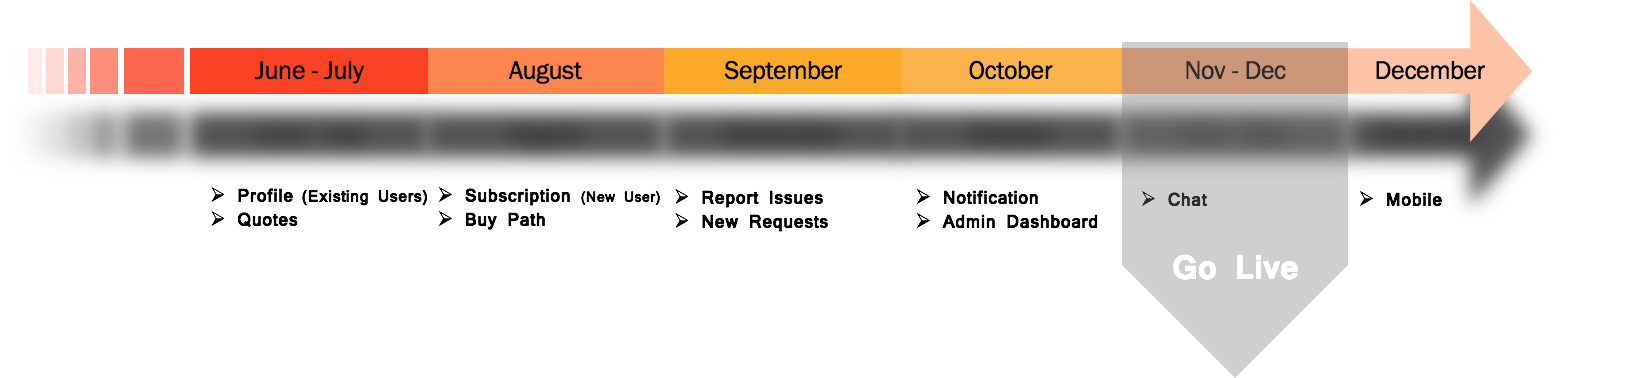 June - July August September October Nov - Dec December
➢ Profile (Existing Users)
➢ Quotes
➢ Subscription (New User)
➢ Buy Path
➢ Report Issues
➢ New Requests
➢ Notification
➢ Admin Dashboard
➢ Chat
Go Live
➢ Mobile